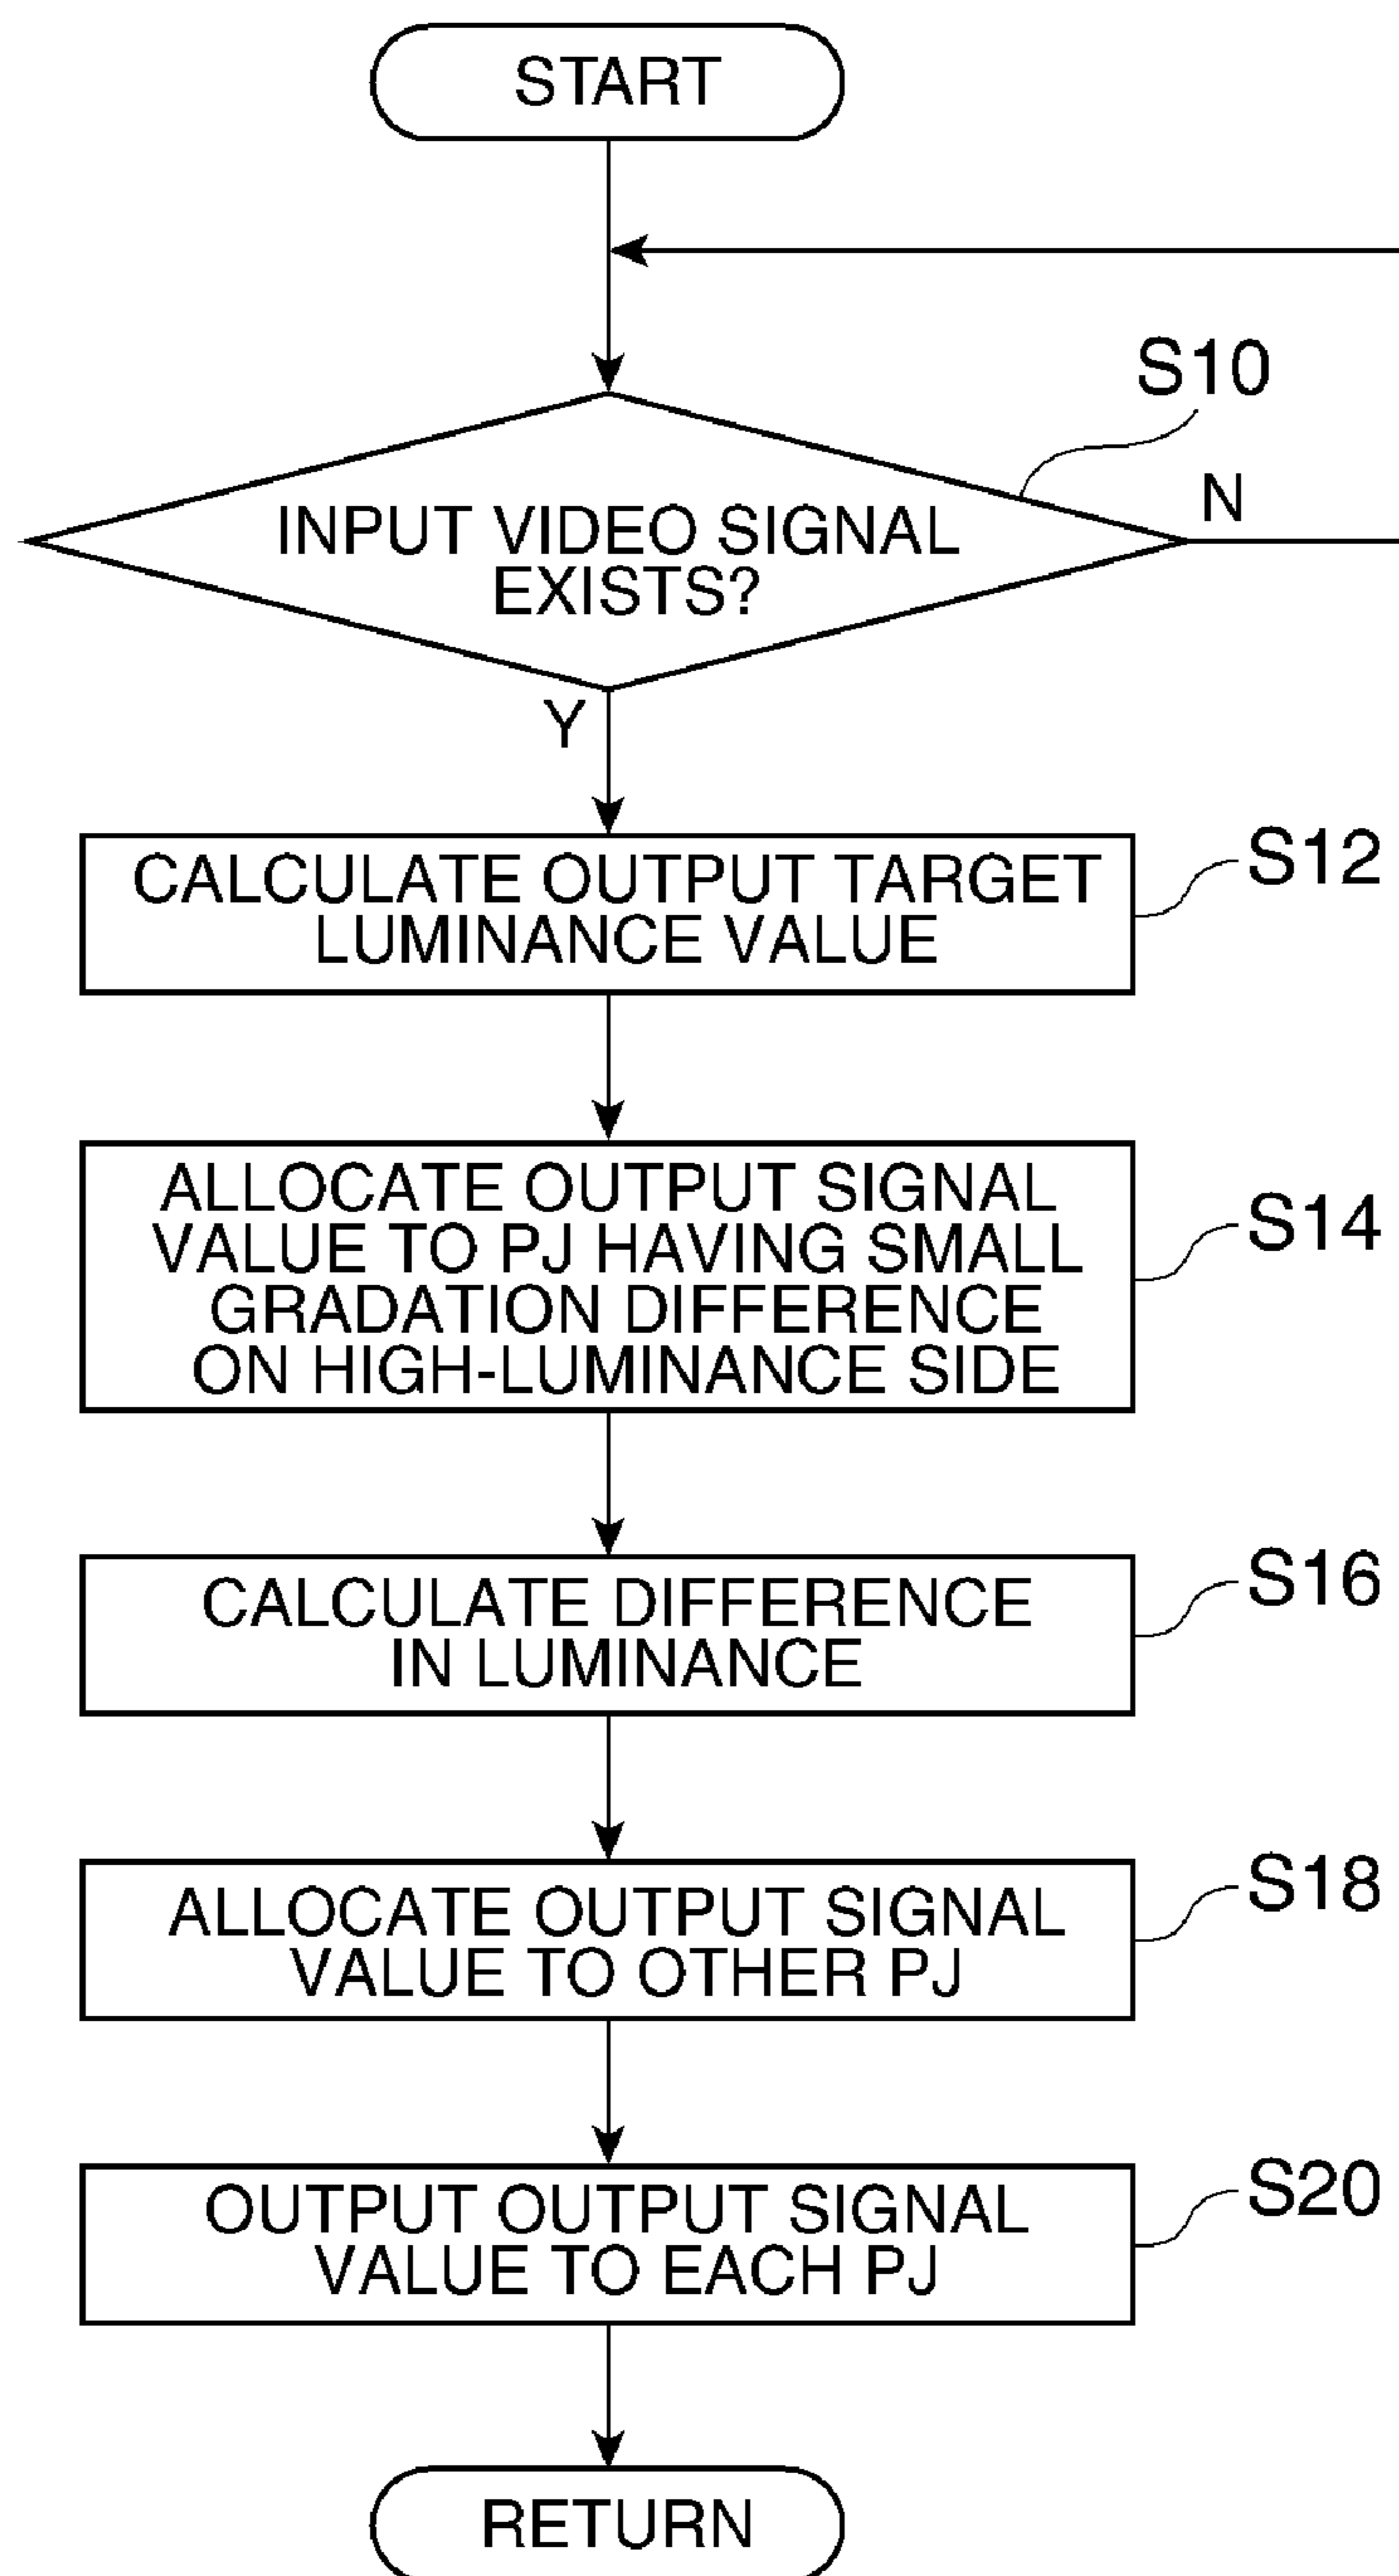 START
S10
INPUT VIDEO SIGNAL
EXISTS?
N
Y
CALCULATE OUTPUT TARGET
LUMINANCE VALUE
S12
ALLOCATE OUTPUT SIGNAL
VALUE TO PJ HAVING SMALL
GRADATION DIFFERENCE
ON HIGH-LUMINANCE SIDE
S14
CALCULATE DIFFERENCE
IN LUMINANCE
S16
ALLOCATE OUTPUT SIGNAL
VALUE TO OTHER PJ
S18
OUTPUT OUTPUT SIGNAL
VALUE TO EACH PJ
S20
RETURN